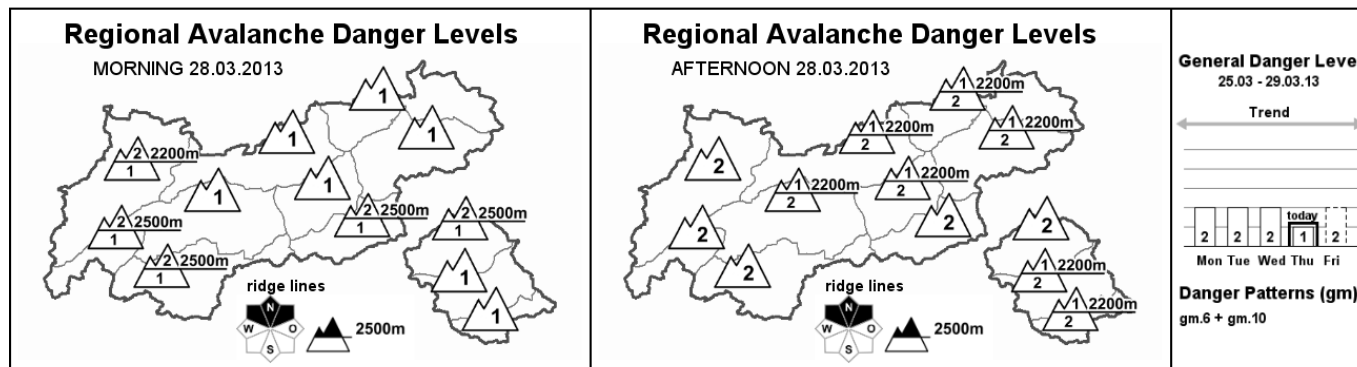 Regional Avalanche Danger Levels
MORNING 28.03.2013
1
1
1
2 2200m
1
1
1
2 2500m
1
2 2500m
1
2 2500m
1
2 2500m
1
1
1
ridge lines
N
W O
S
2500m
Regional Avalanche Danger Levels
AFTERNOON 28.03.2013
1 2200m
2
1 2200m
2
1 2200m
2
2
1 2200m
2
1 2200m
2
2
2
2
2
1 2200m
2
1 2200m
2
ridge lines
N
W O
S
2500m
General Danger Leve
25.03 - 29.03.13
Trend
today
2 2 2 1 2
Mon Tue Wed Thu Fri
Danger Patterns (gm)
gm.6 + gm.10